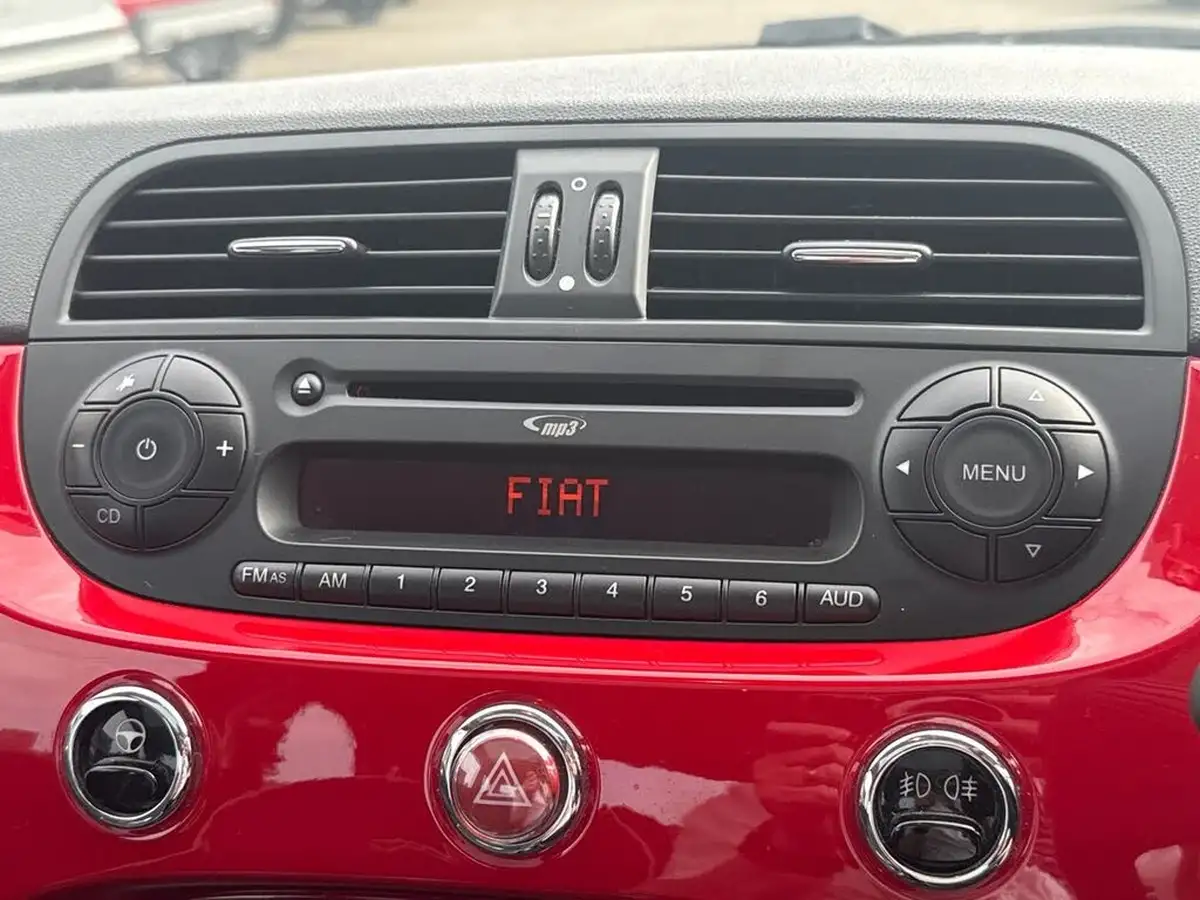 mp3
FIAT
MENU
- +
CD
FM AS AM 1 2 3 4 5 6 AUD